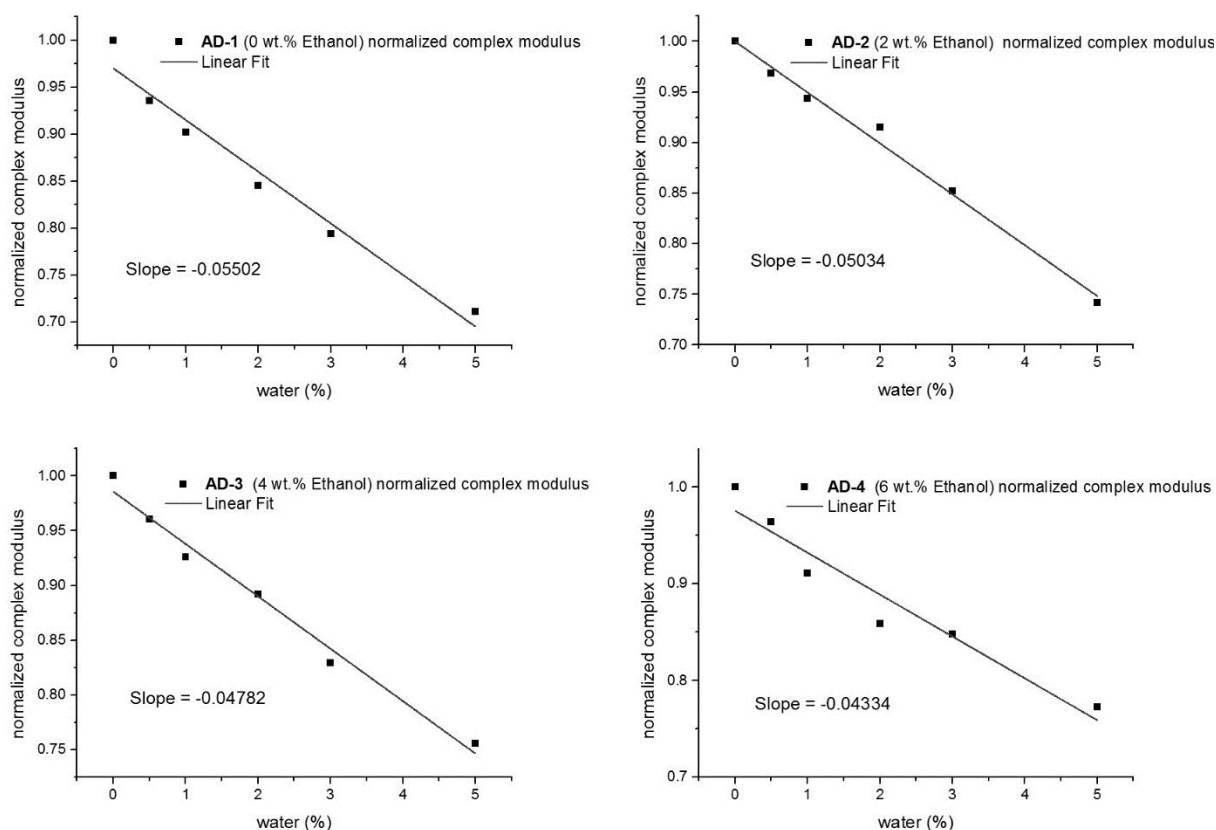 AD-1 (0 wt.% Ethanol) normalized complex modulus
Linear Fit
1.00
0.95
0.90
0.85
0.80
0.75
0.70
normalized complex modulus
Slope = -0.05502
0 1 2 3 4 5
water (%)
AD-2 (2 wt.% Ethanol) normalized complex modulus
Linear Fit
1.00
0.95
0.90
0.85
0.80
0.75
0.70
normalized complex modulus
Slope = -0.05034
0 1 2 3 4 5
water (%)
AD-3 (4 wt.% Ethanol) normalized complex modulus
Linear Fit
1.00
0.95
0.90
0.85
0.80
0.75
normalized complex modulus
Slope = -0.04782
0 1 2 3 4 5
water (%)
AD-4 (6 wt.% Ethanol) normalized complex modulus
Linear Fit
1.0
0.9
0.8
0.7
normalized complex modulus
Slope = -0.04334
0 1 2 3 4 5
water (%)